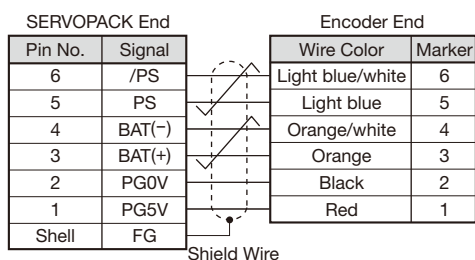 SERVOPACK End Encoder End
Pin No. Signal Wire Color Marker
6 /PS Light blue/white 6
5 PS Light blue 5
4 BAT(−) Orange/white 4
3 BAT(+) Orange 3
2 PG0V Black 2
1 PG5V Red 1
Shell FG
Shield Wire